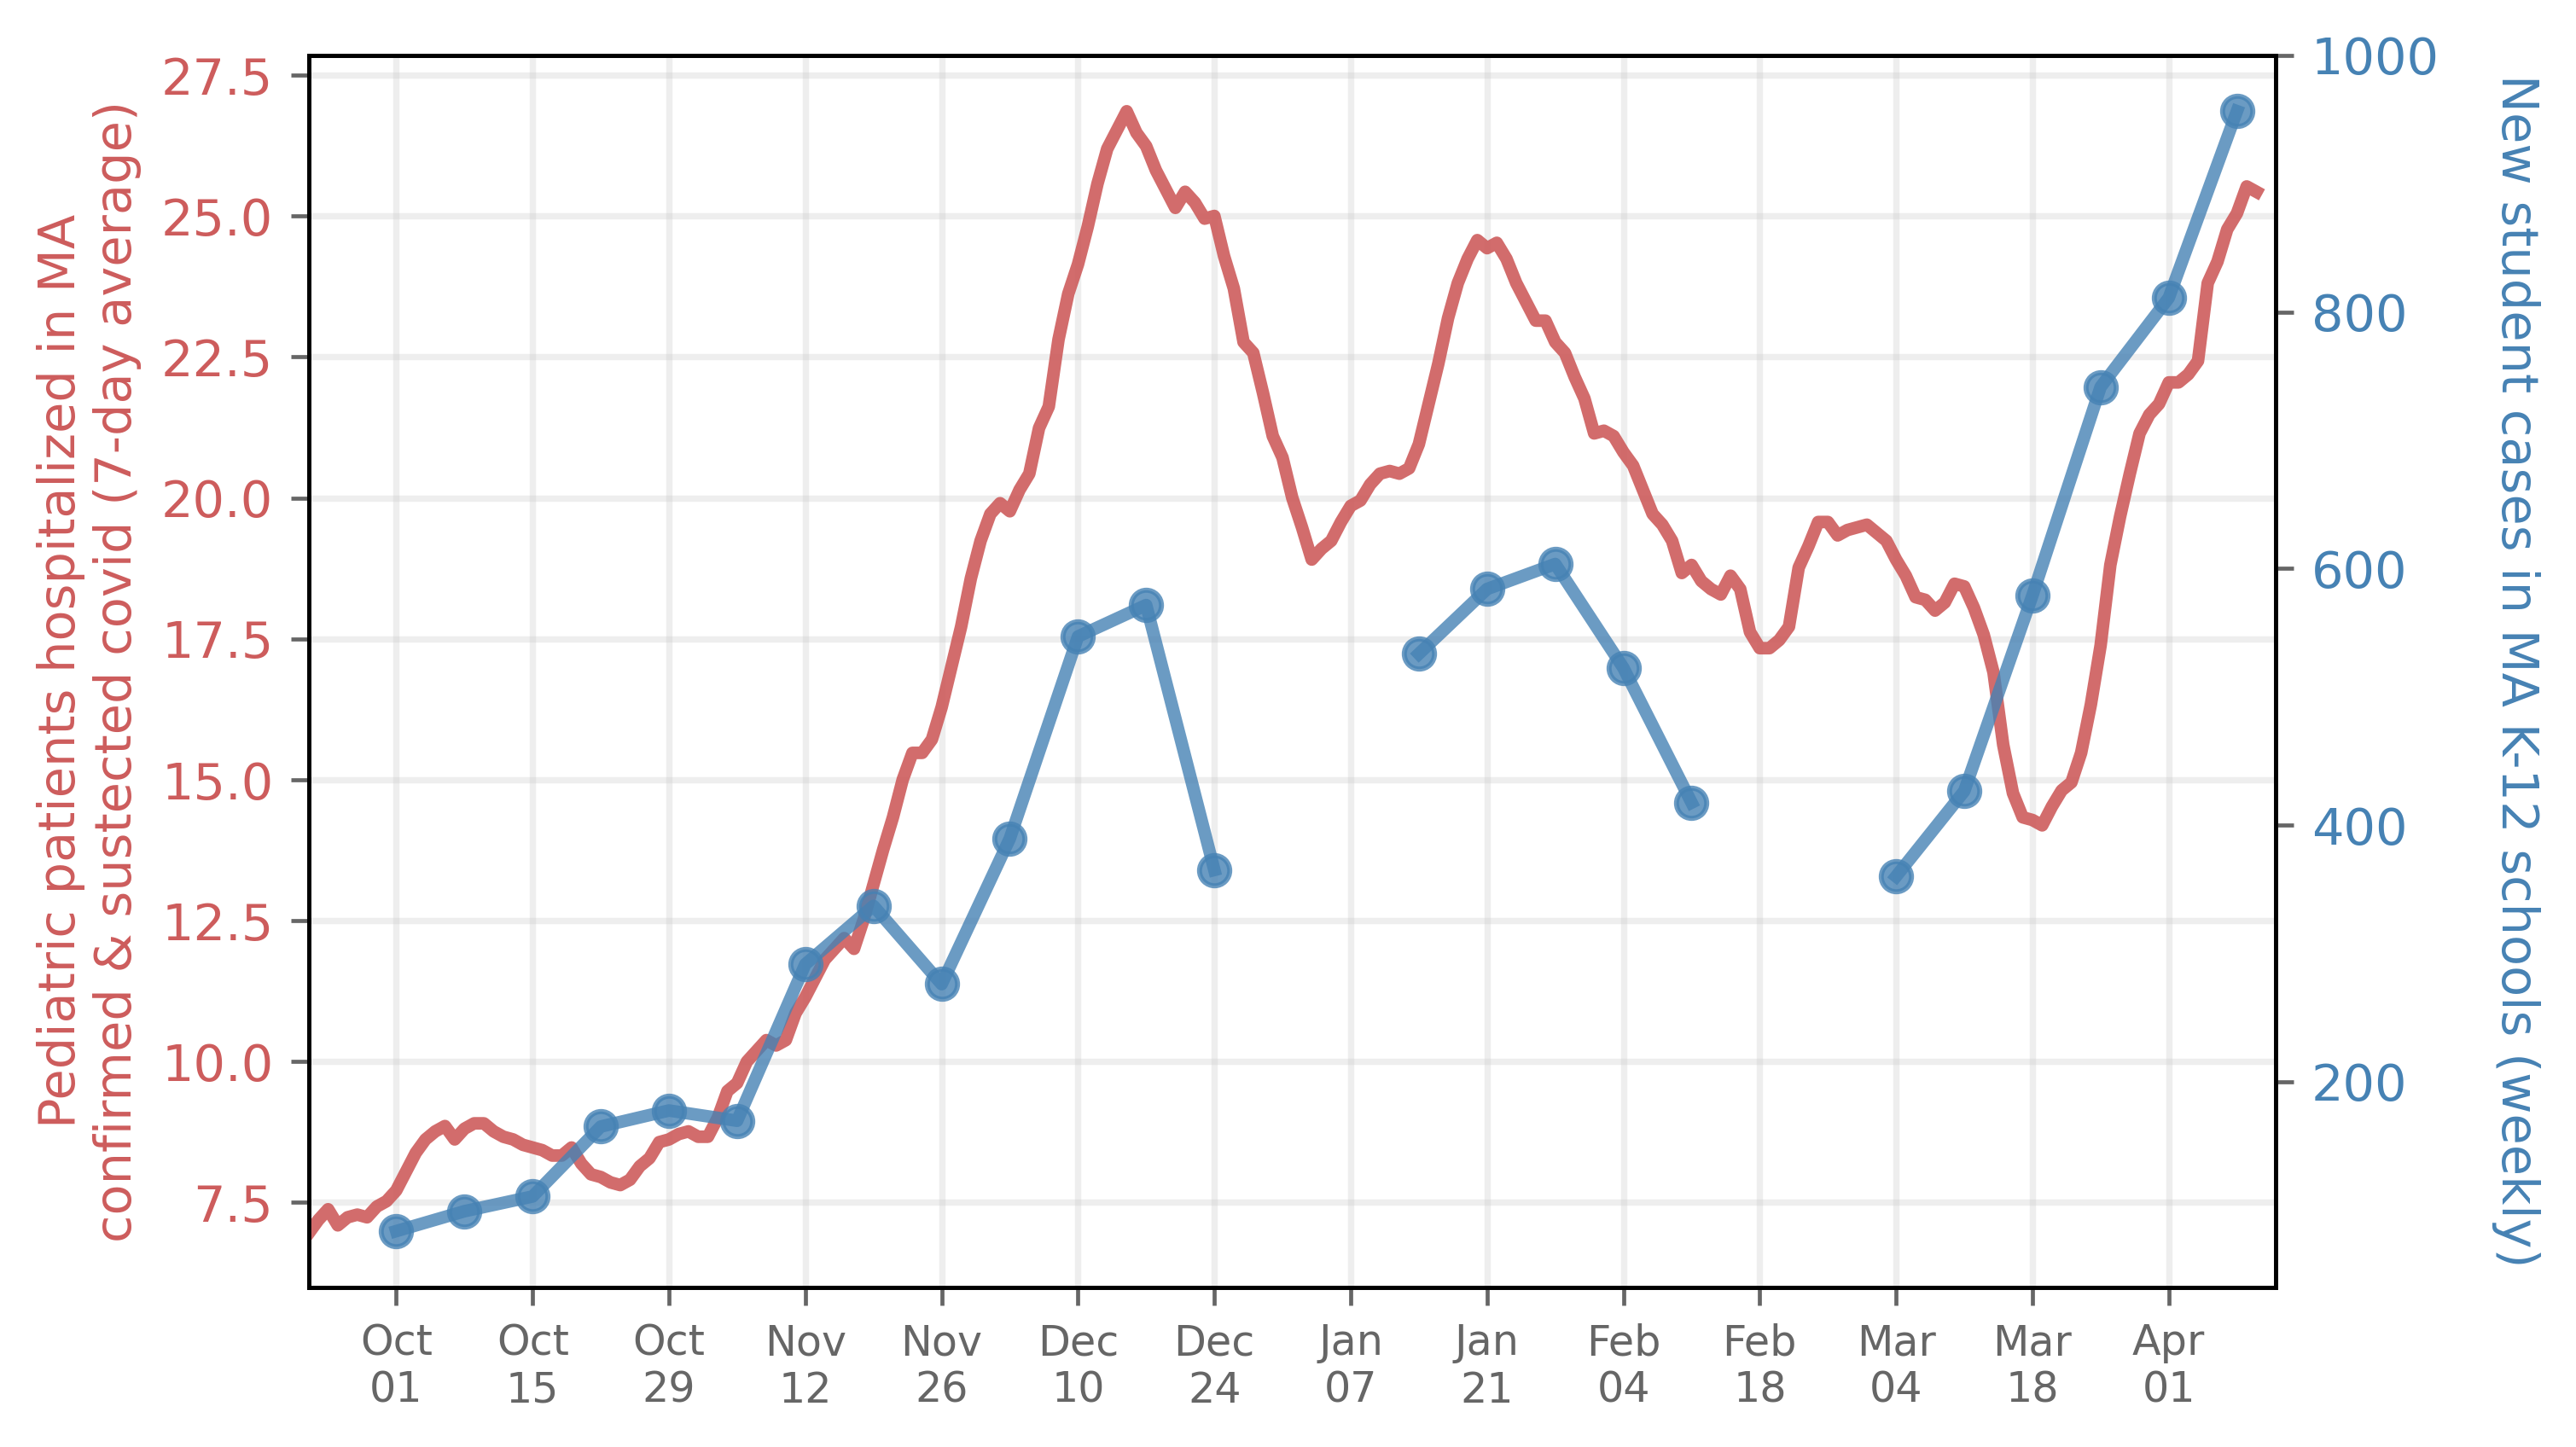 Pediatric patients hospitalized in MA
confirmed & sustected covid (7-day average)
27.5
25.0
22.5
20.0
17.5
15.0
12.5
10.0
7.5
1000
800
600
400
200
New student cases in MA K-12 schools (weekly)
Oct
01
Oct
15
Oct
29
Nov
12
Nov
26
Dec
10
Dec
24
Jan
07
Jan
21
Feb
04
Feb
18
Mar
04
Mar
18
Apr
01